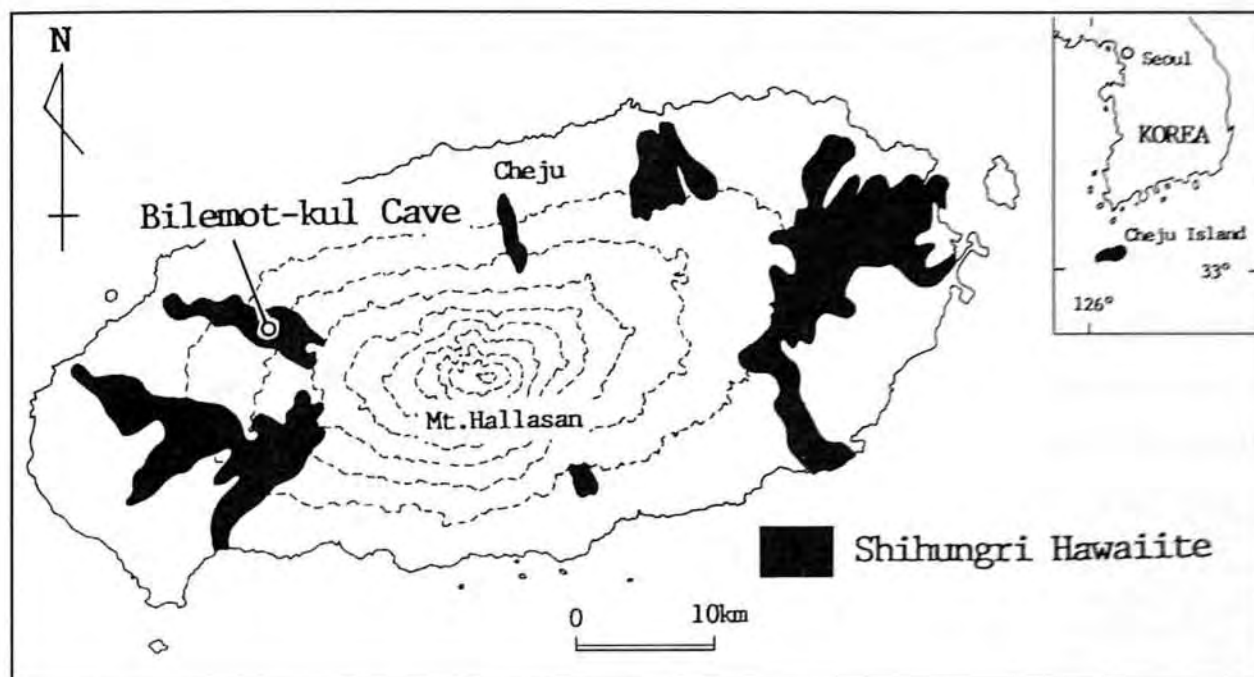 N
Cheju
Bilemot-kul Cave
Mt.Hallasan
Shihungri Hawaiite
0 10km
Seoul
KOREA
Cheju Island
33°
126°